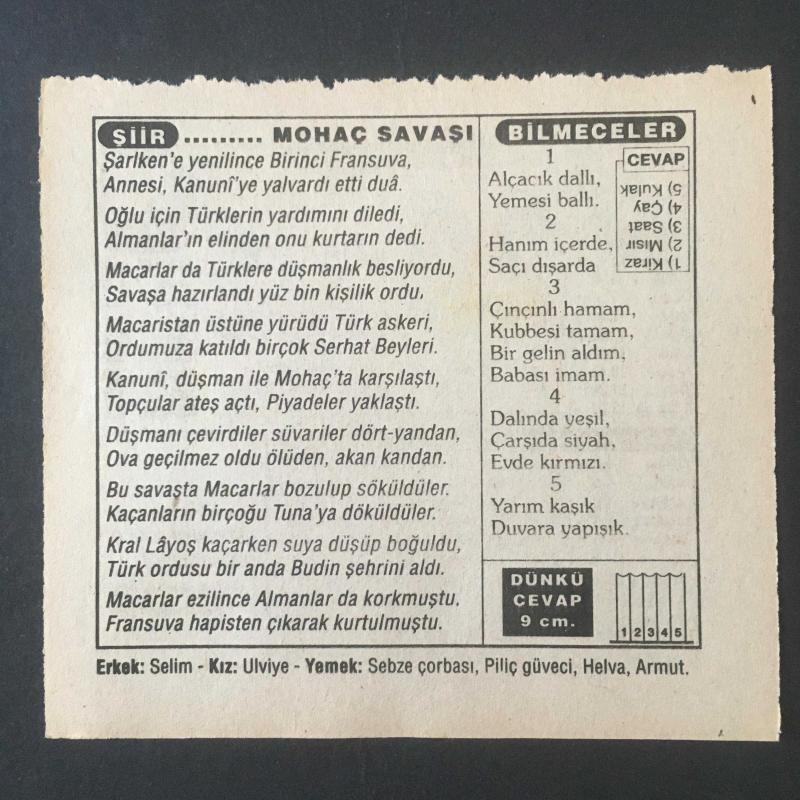 ŞİİR ......... MOHAÇ SAVAŞI
Şarlken'e yenilince Birinci Fransuva,
Annesi, Kanunî'ye yalvardı etti duâ.
Oğlu için Türklerin yardımını diledi,
Almanlar'ın elinden onu kurtarın dedi.
Macarlar da Türklere düşmanlık besliyordu,
Savaşa hazırlandı yüz bin kişilik ordu.
Macaristan üstüne yürüdü Türk askeri,
Ordumuza katıldı birçok Serhat Beyleri.
Kanunî, düşman ile Mohaç'ta karşılaştı,
Topçular ateş açtı, Piyadeler yaklaştı.
Düşmanı çevirdiler süvariler dört-yandan,
Ova geçilmez oldu ölüden, akan kandan.
Bu savaşta Macarlar bozulup söküldüler.
Kaçanların birçoğu Tuna'ya döküldüler.
Kral Lâyoş kaçarken suya düşüp boğuldu,
Türk ordusu bir anda Budin şehrini aldı.
Macarlar ezilince Almanlar da korkmuştu.
Fransuva hapisten çıkarak kurtulmuştu.
BİLMECELER
1
Alçacık dallı,
Yemesi ballı.
2
Hanım içerde,
Saçı dışarda
3
Çınçınlı hamam,
Kubbesi tamam,
Bir gelin aldım,
Babası imam.
4
Dalında yeşil,
Çarşıda siyah,
Evde kırmızı.
5
Yarım kaşık
Duvara yapışık.
CEVAP
1) Kiraz
2) Mısır
3) Saat
4) Çay
5) Kulak
DÜNKÜ
CEVAP
9 cm.
1 2 3 4 5
Erkek: Selim - Kız: Ulviye - Yemek: Sebze çorbası, Piliç güveci, Helva, Armut.